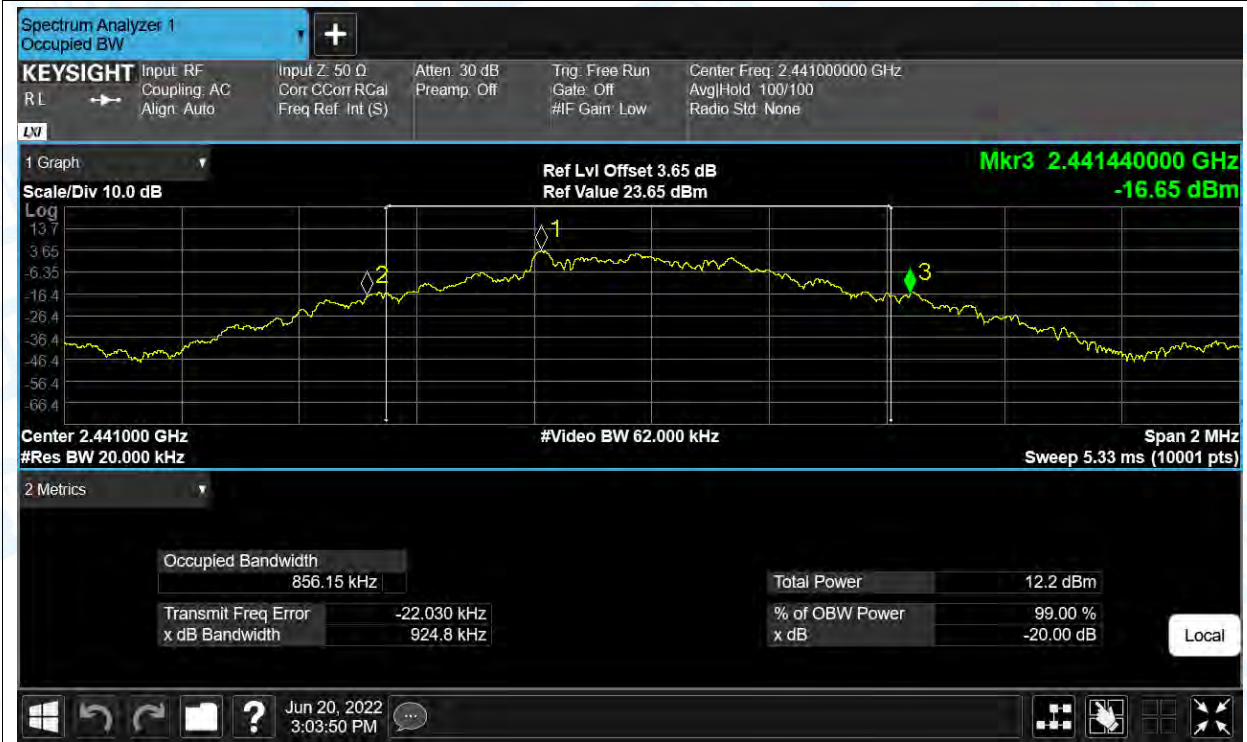 Spectrum Analyzer 1
Occupied BW
+
KEYSIGHT
R L
LXI
Input: RF
Coupling: AC
Align: Auto
Input Z: 50 Ω
Corr CCorr RCal
Freq Ref: Int (S)
Atten: 30 dB
Preamp: Off
Trig: Free Run
Gate: Off
#IF Gain: Low
Center Freq: 2.441000000 GHz
Avg|Hold: 100/100
Radio Std: None
1 Graph
Scale/Div 10.0 dB
Ref Lvl Offset 3.65 dB
Ref Value 23.65 dBm
Mkr3 2.441440000 GHz
-16.65 dBm
Log
13.7
3.65
-6.35
-16.4
-26.4
-36.4
-46.4
-56.4
-66.4
1
2
3
Center 2.441000 GHz
#Res BW 20.000 kHz
#Video BW 62.000 kHz
Span 2 MHz
Sweep 5.33 ms (10001 pts)
2 Metrics
Occupied Bandwidth
856.15 kHz
Transmit Freq Error -22.030 kHz
x dB Bandwidth 924.8 kHz
Total Power 12.2 dBm
% of OBW Power 99.00 %
x dB -20.00 dB
Local
?
Jun 20, 2022
3:03:50 PM